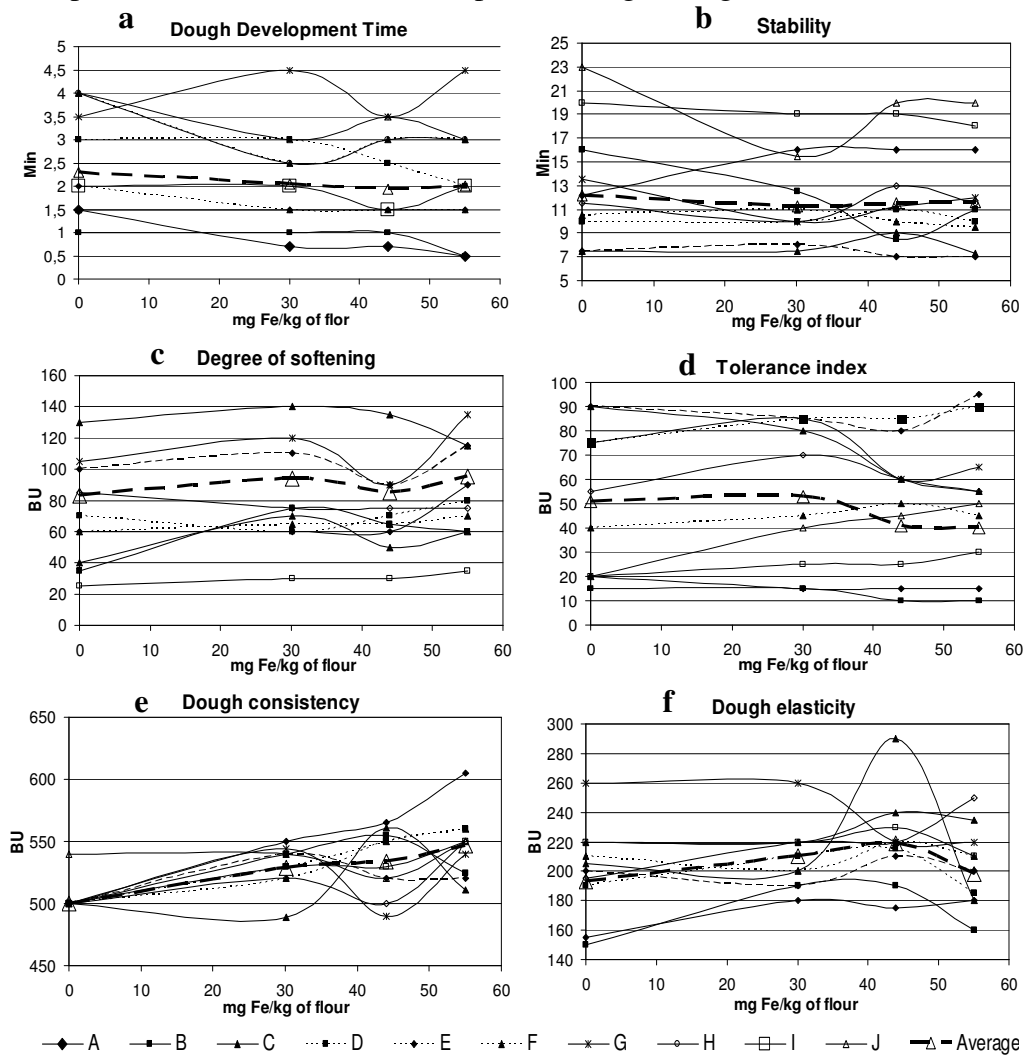 a
Dough Development Time
Min
5
4,5
4
3,5
3
2,5
2
1,5
1
0,5
0
0 10 20 30 40 50 60
mg Fe/kg of flor
b
Stability
Min
25
23
21
19
17
15
13
11
9
7
5
0 10 20 30 40 50 60
mg Fe/kg of flour
c
Degree of softening
BU
160
140
120
100
80
60
40
20
0
0 10 20 30 40 50 60
mg Fe/kg of flour
d
Tolerance index
BU
100
90
80
70
60
50
40
30
20
10
0
0 10 20 30 40 50 60
mg Fe/kg of flour
e
Dough consistency
BU
650
600
550
500
450
0 10 20 30 40 50 60
mg Fe/kg of flour
f
Dough elasticity
BU
300
280
260
240
220
200
180
160
140
0 10 20 30 40 50 60
mg Fe/kg of flour
A B C D E F G H I J Average